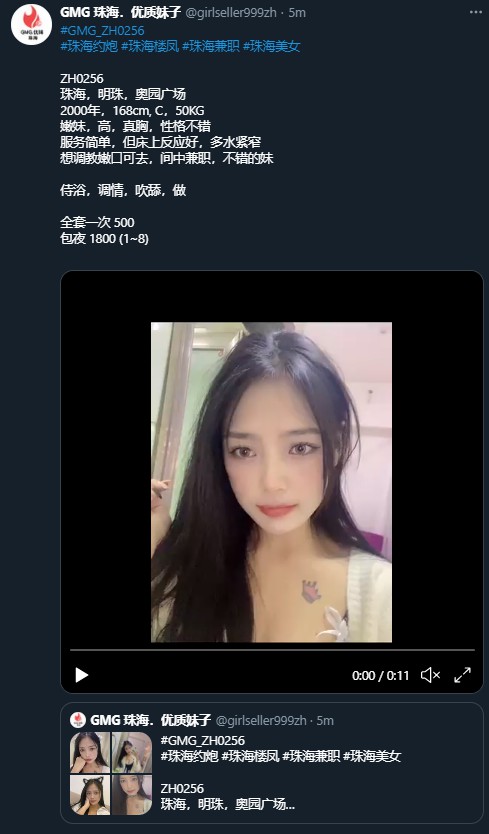 GMG 珠海．优质妹子 @girlseller999zh · 5m
GMG 优妹
珠海
#GMG_ZH0256
#珠海约炮 #珠海楼凤 #珠海兼职 #珠海美女
ZH0256
珠海，明珠，奥园广场
2000年，168cm, C，50KG
嫩妹，高，真胸，性格不错
服务简单，但床上反应好，多水紧窄
想调教嫩口可去，间中兼职，不错的妹
侍浴，调情，吹舔，做
全套一次 500
包夜 1800 (1~8)
0:00 / 0:11
GMG 珠海．优质妹子 @girlseller999zh · 5m
#GMG_ZH0256
#珠海约炮 #珠海楼凤 #珠海兼职 #珠海美女
ZH0256
珠海，明珠，奥园广场...